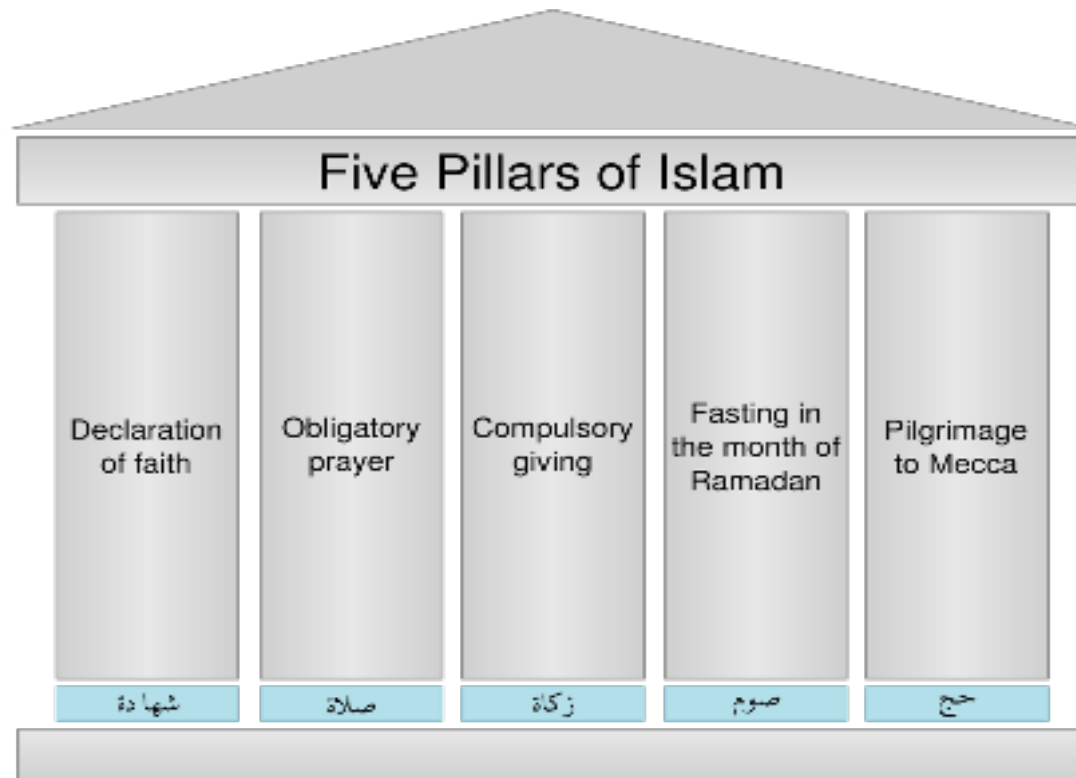 Five Pillars of Islam
Declaration
of faith
Obligatory
prayer
Compulsory
giving
Fasting in
the month of
Ramadan
Pilgrimage
to Mecca
شهادة
صلاة
زكاة
صوم
حج